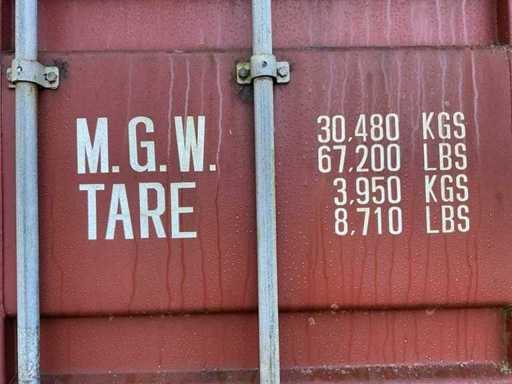 M.G.W. 30,480 KGS
67,200 LBS
TARE 3,950 KGS
8,710 LBS